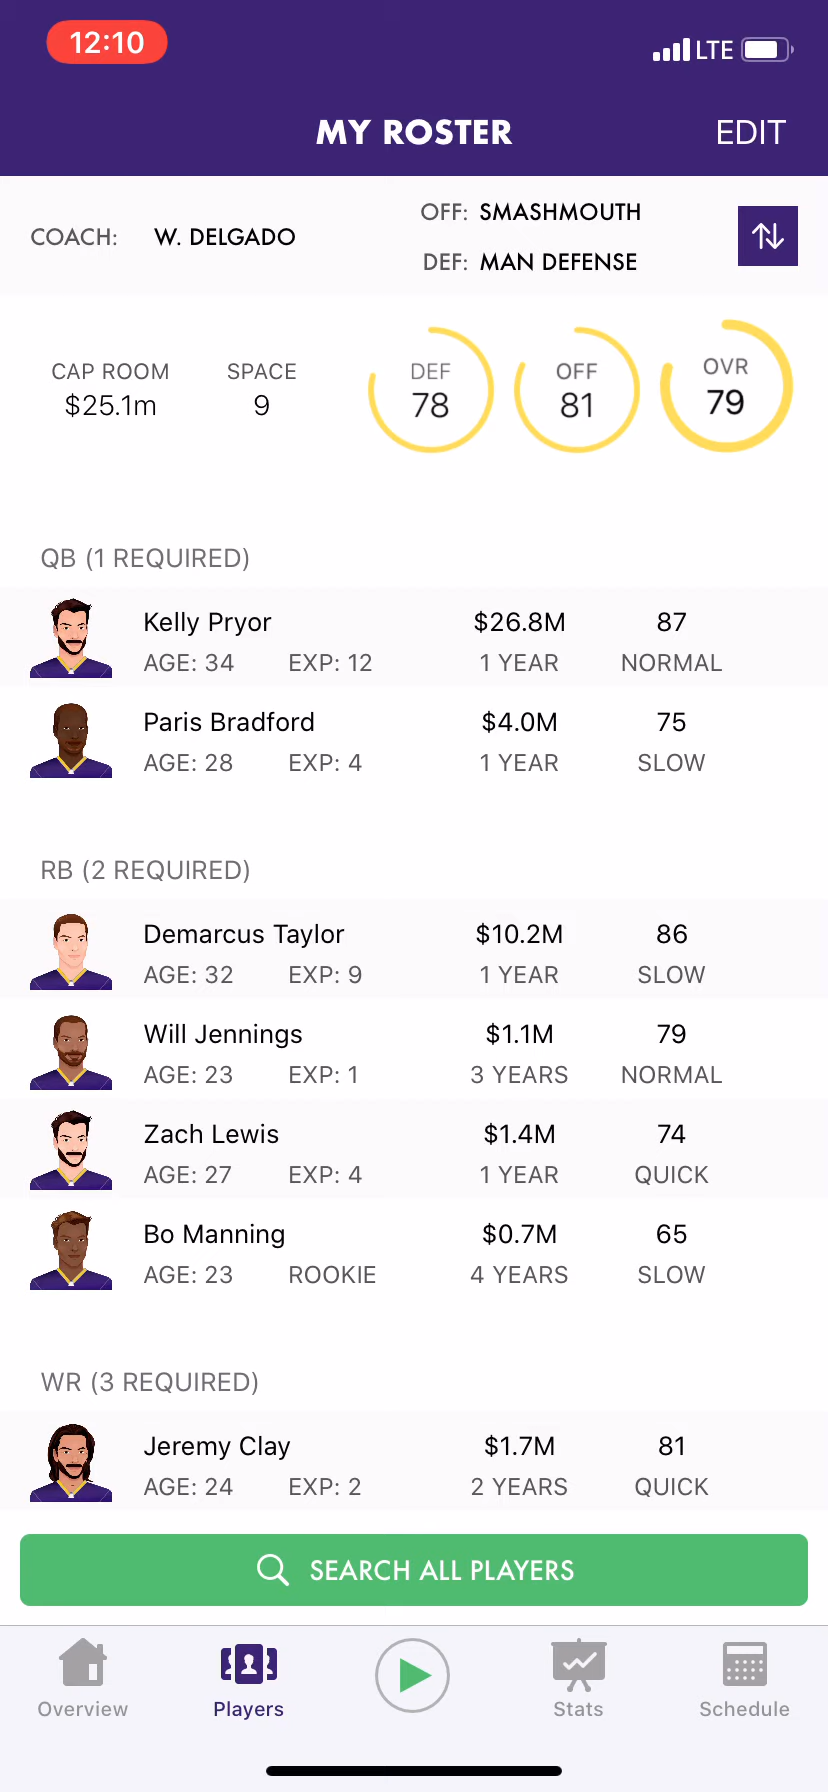 12:10
LTE
MY ROSTER
EDIT
COACH: W. DELGADO
OFF: SMASHMOUTH
DEF: MAN DEFENSE
CAP ROOM
$25.1m
SPACE
9
DEF
78
OFF
81
OVR
79
QB (1 REQUIRED)
Kelly Pryor $26.8M 87
AGE: 34 EXP: 12 1 YEAR NORMAL
Paris Bradford $4.0M 75
AGE: 28 EXP: 4 1 YEAR SLOW
RB (2 REQUIRED)
Demarcus Taylor $10.2M 86
AGE: 32 EXP: 9 1 YEAR SLOW
Will Jennings $1.1M 79
AGE: 23 EXP: 1 3 YEARS NORMAL
Zach Lewis $1.4M 74
AGE: 27 EXP: 4 1 YEAR QUICK
Bo Manning $0.7M 65
AGE: 23 ROOKIE 4 YEARS SLOW
WR (3 REQUIRED)
Jeremy Clay $1.7M 81
AGE: 24 EXP: 2 2 YEARS QUICK
SEARCH ALL PLAYERS
Overview Players Stats Schedule